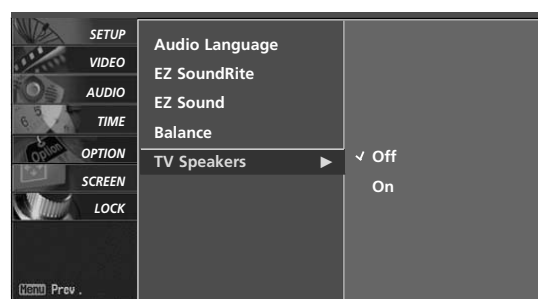 SETUP
VIDEO
AUDIO
TIME
OPTION
SCREEN
LOCK
Audio Language
EZ SoundRite
EZ Sound
Balance
TV Speakers ▶
✓ Off
On
Menu Prev.